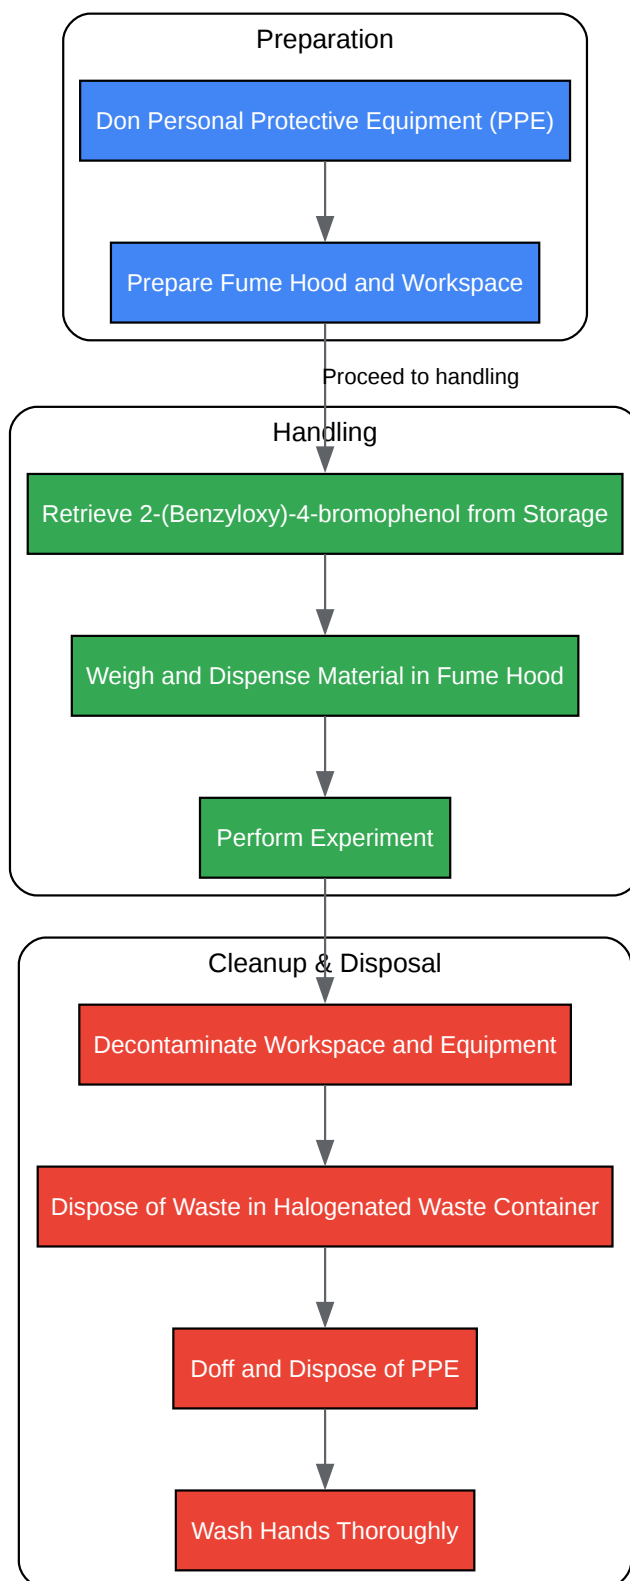 Preparation
Don Personal Protective Equipment (PPE)
Prepare Fume Hood and Workspace
Proceed to handling
Handling
Retrieve 2-(Benzyloxy)-4-bromophenol from Storage
Weigh and Dispense Material in Fume Hood
Perform Experiment
Cleanup & Disposal
Decontaminate Workspace and Equipment
Dispose of Waste in Halogenated Waste Container
Doff and Dispose of PPE
Wash Hands Thoroughly